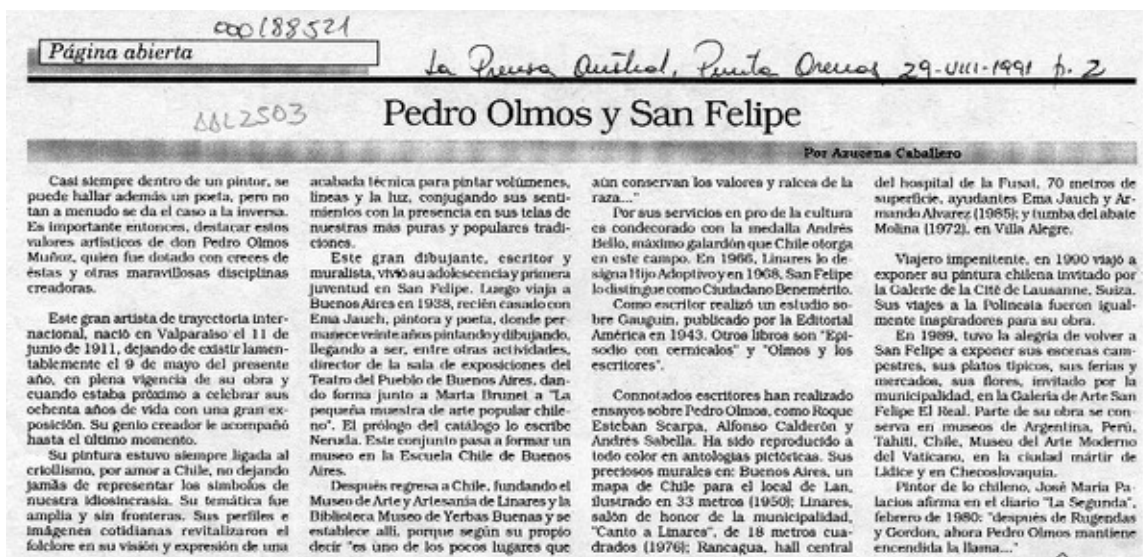 000188521
Página abierta
La Prensa Austral, Punta Arenas 29-VIII-1991 p. 2
AAL2503
Pedro Olmos y San Felipe
Por Azucena Caballero
Casi siempre dentro de un pintor, se
puede hallar además un poeta, pero no
tan a menudo se da el caso a la inversa.
Es importante entonces, destacar estos
valores artísticos de don Pedro Olmos
Muñoz, quien fue dotado con creces de
éstas y otras maravillosas disciplinas
creadoras.
Este gran artista de trayectoria inter-
nacional, nació en Valparaíso el 11 de
junio de 1911, dejando de existir lamen-
tablemente el 9 de mayo del presente
año, en plena vigencia de su obra y
cuando estaba próximo a celebrar sus
ochenta años de vida con una gran ex-
posición. Su genio creador le acompañó
hasta el último momento.
Su pintura estuvo siempre ligada al
criollismo, por amor a Chile, no dejando
jamás de representar los símbolos de
nuestra idiosincrasia. Su temática fue
amplia y sin fronteras. Sus perfiles e
imágenes cotidianas revitalizaron el
folclore en su visión y expresión de una
acabada técnica para pintar volúmenes,
líneas y la luz, conjugando sus senti-
mientos con la presencia en sus telas de
nuestras más puras y populares tradi-
ciones.
Este gran dibujante, escritor y
muralista, vivió su adolescencia y primera
juventud en San Felipe. Luego viaja a
Buenos Aires en 1938, recién casado con
Ema Jauch, pintora y poeta, donde per-
manece veinte años pintando y dibujando,
llegando a ser, entre otras actividades,
director de la sala de exposiciones del
Teatro del Pueblo de Buenos Aires, dan-
do forma junto a Marta Brunet a "La
pequeña muestra de arte popular chile-
no". El prólogo del catálogo lo escribe
Neruda. Este conjunto pasa a formar un
museo en la Escuela Chile de Buenos
Aires.
Después regresa a Chile, fundando el
Museo de Arte y Artesanía de Linares y la
Biblioteca Museo de Yerbas Buenas y se
establece allí, porque según su propio
decir "es uno de los pocos lugares que
aún conservan los valores y raíces de la
raza..."
Por sus servicios en pro de la cultura
es condecorado con la medalla Andrés
Bello, máximo galardón que Chile otorga
en este campo. En 1966, Linares lo de-
signa Hijo Adoptivo y en 1968, San Felipe
lo distingue como Ciudadano Benemérito.
Como escritor realizó un estudio so-
bre Gauguin, publicado por la Editorial
América en 1943. Otros libros son "Epi-
sodio con cernícalos" y "Olmos y los
escritores".
Connotados escritores han realizado
ensayos sobre Pedro Olmos, como Roque
Esteban Scarpa, Alfonso Calderón y
Andrés Sabella. Ha sido reproducido a
todo color en antologías pictóricas. Sus
preciosos murales en: Buenos Aires, un
mapa de Chile para el local de Lan,
ilustrado en 33 metros (1950); Linares,
salón de honor de la municipalidad,
"Canto a Linares", de 18 metros cua-
drados (1976); Rancagua, hall central
del hospital de la Fusat, 70 metros de
superficie, ayudantes Ema Jauch y Ar-
mando Alvarez (1985); y tumba del abate
Molina (1972), en Villa Alegre.
Viajero impenitente, en 1990 viajó a
exponer su pintura chilena invitado por
la Galerie de la Cité de Lausanne, Suiza.
Sus viajes a la Polinesia fueron igual-
mente inspiradores para su obra.
En 1989, tuvo la alegría de volver a
San Felipe a exponer sus escenas cam-
pestres, sus platos típicos, sus ferias y
mercados, sus flores, invitado por la
municipalidad, en la Galería de Arte San
Felipe El Real. Parte de su obra se con-
serva en museos de Argentina, Perú,
Tahití, Chile, Museo del Arte Moderno
del Vaticano, en la ciudad mártir de
Lídice y en Checoslovaquia.
Pintor de lo chileno, José María Pa-
lacios afirma en el diario "La Segunda",
febrero de 1980: "después de Rugendas
y Gordon, ahora Pedro Olmos mantiene
encendida la llama..."